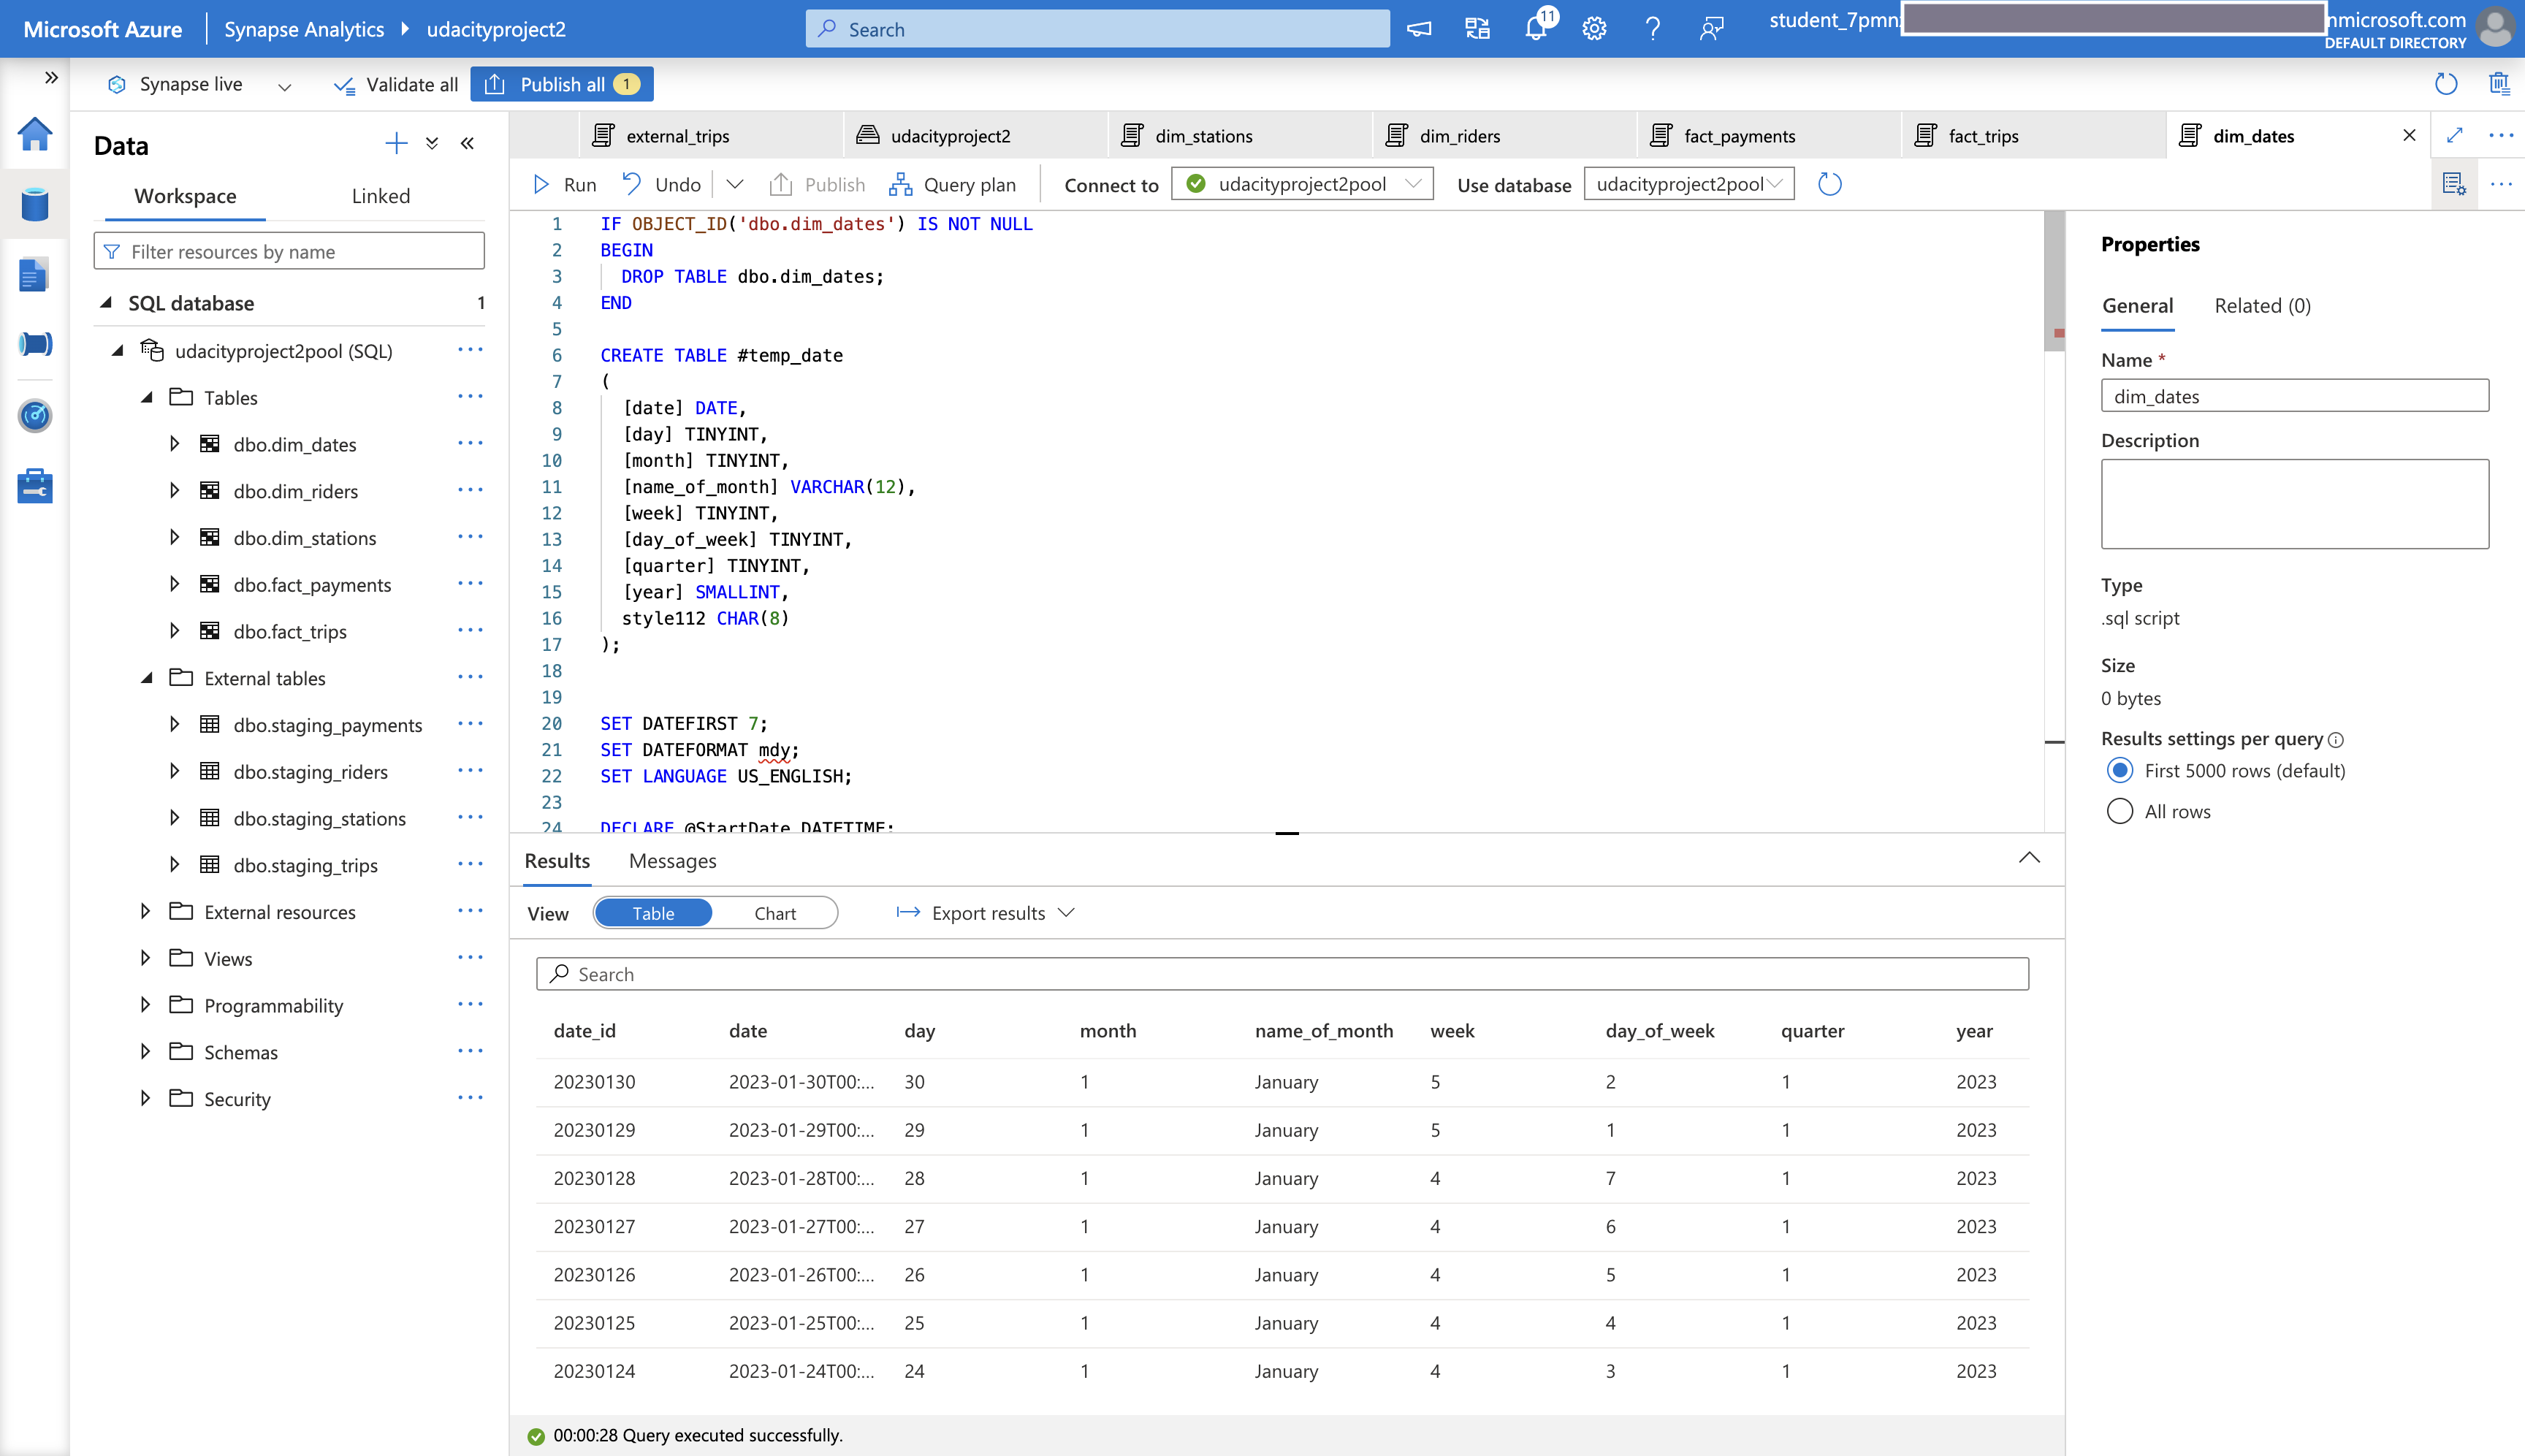 Microsoft Azure
Synapse Analytics
udacityproject2
Search
11
student_7pmn
nmicrosoft.com
DEFAULT DIRECTORY
Synapse live
Validate all
Publish all 1
Data
Workspace
Linked
Filter resources by name
SQL database 1
udacityproject2pool (SQL)
Tables
dbo.dim_dates
dbo.dim_riders
dbo.dim_stations
dbo.fact_payments
dbo.fact_trips
External tables
dbo.staging_payments
dbo.staging_riders
dbo.staging_stations
dbo.staging_trips
External resources
Views
Programmability
Schemas
Security
external_trips
udacityproject2
dim_stations
dim_riders
fact_payments
fact_trips
dim_dates
Run
Undo
Publish
Query plan
Connect to
udacityproject2pool
Use database
udacityproject2pool
1 IF OBJECT_ID('dbo.dim_dates') IS NOT NULL
2 BEGIN
3 DROP TABLE dbo.dim_dates;
4 END
5
6 CREATE TABLE #temp_date
7 (
8 [date] DATE,
9 [day] TINYINT,
10 [month] TINYINT,
11 [name_of_month] VARCHAR(12),
12 [week] TINYINT,
13 [day_of_week] TINYINT,
14 [quarter] TINYINT,
15 [year] SMALLINT,
16 style112 CHAR(8)
17 );
18
19
20 SET DATEFIRST 7;
21 SET DATEFORMAT mdy;
22 SET LANGUAGE US_ENGLISH;
23
24 DECLARE @StartDate DATETIME;
Results
Messages
View
Table
Chart
Export results
Search
date_id date day month name_of_month week day_of_week quarter year
20230130 2023-01-30T00:... 30 1 January 5 2 1 2023
20230129 2023-01-29T00:... 29 1 January 5 1 1 2023
20230128 2023-01-28T00:... 28 1 January 4 7 1 2023
20230127 2023-01-27T00:... 27 1 January 4 6 1 2023
20230126 2023-01-26T00:... 26 1 January 4 5 1 2023
20230125 2023-01-25T00:... 25 1 January 4 4 1 2023
20230124 2023-01-24T00:... 24 1 January 4 3 1 2023
00:00:28 Query executed successfully.
Properties
General
Related (0)
Name *
dim_dates
Description
Type
.sql script
Size
0 bytes
Results settings per query
First 5000 rows (default)
All rows